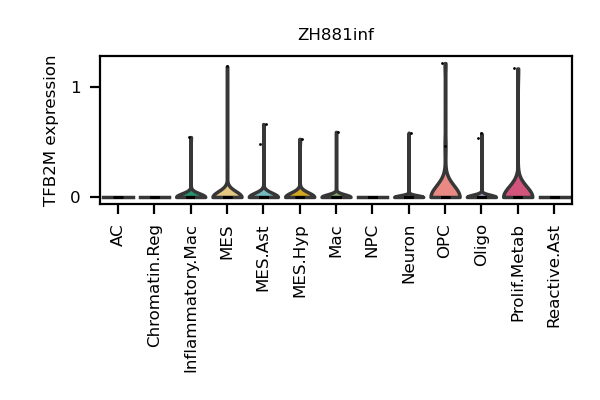 ZH881inf
TFB2M expression
1
0
AC
Chromatin.Reg
Inflammatory.Mac
MES
MES.Ast
MES.Hyp
Mac
NPC
Neuron
OPC
Oligo
Prolif.Metab
Reactive.Ast